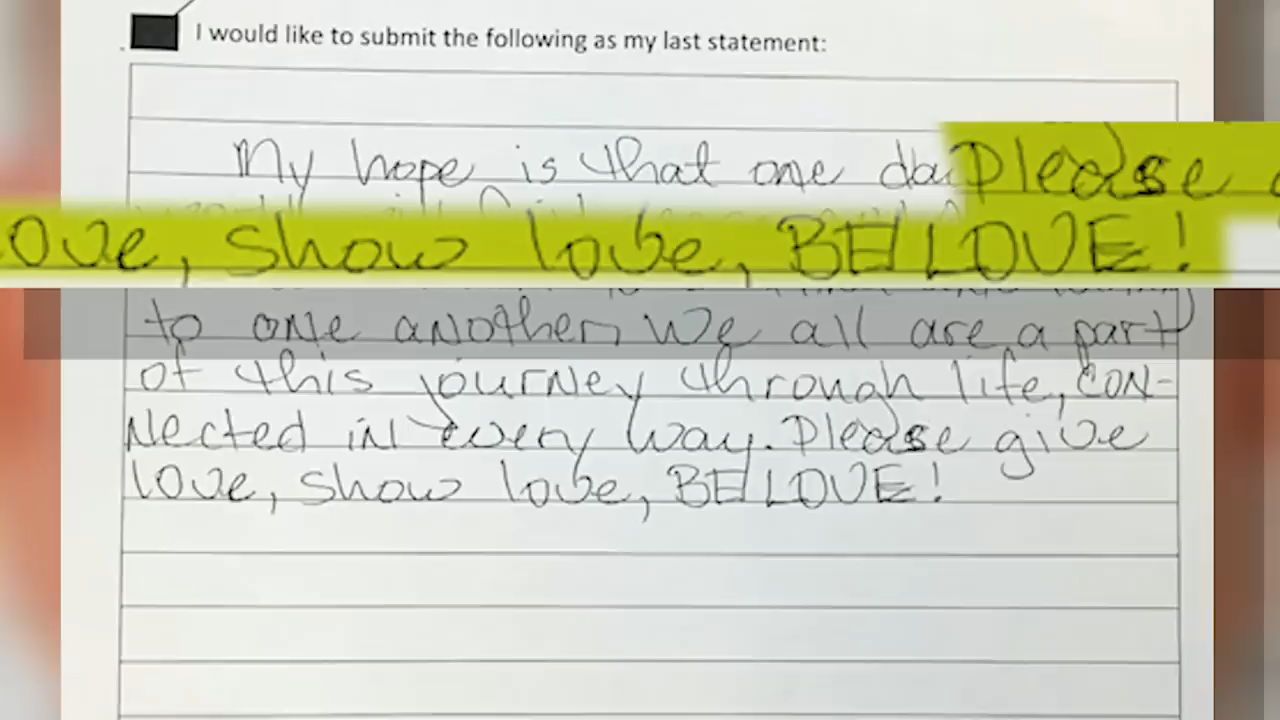 I would like to submit the following as my last statement:
My hope is that one da
Please
ove, show love, BE LOVE!
to one another, We all are a part
of this journey through life, con-
nected in every way. Please give
love, show love, BE LOVE!